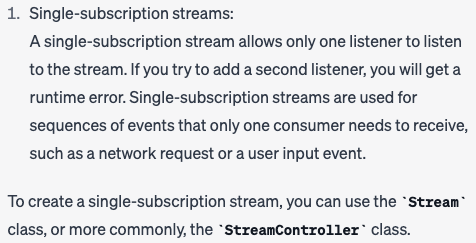 1. Single-subscription streams:
A single-subscription stream allows only one listener to listen
to the stream. If you try to add a second listener, you will get a
runtime error. Single-subscription streams are used for
sequences of events that only one consumer needs to receive,
such as a network request or a user input event.
To create a single-subscription stream, you can use the `Stream`
class, or more commonly, the `StreamController` class.